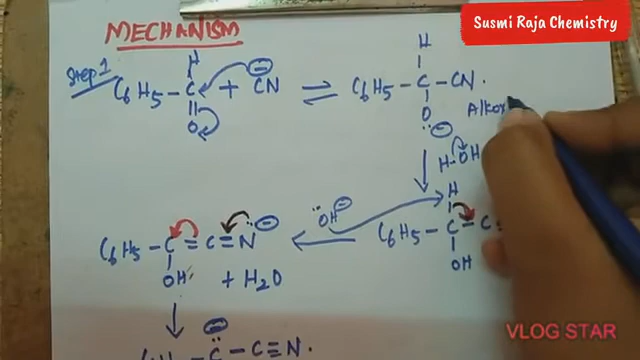 Susmi Raja Chemistry
MECHANISM
Step 1
H H
C6H5-C + CN ⇌ C6H5-C-CN.
O O
Alkox
H-OH
H
OH
C6H5-C=C=N C6H5-C-C
OH OH
+ H2O
C-C≡N.
VLOG STAR